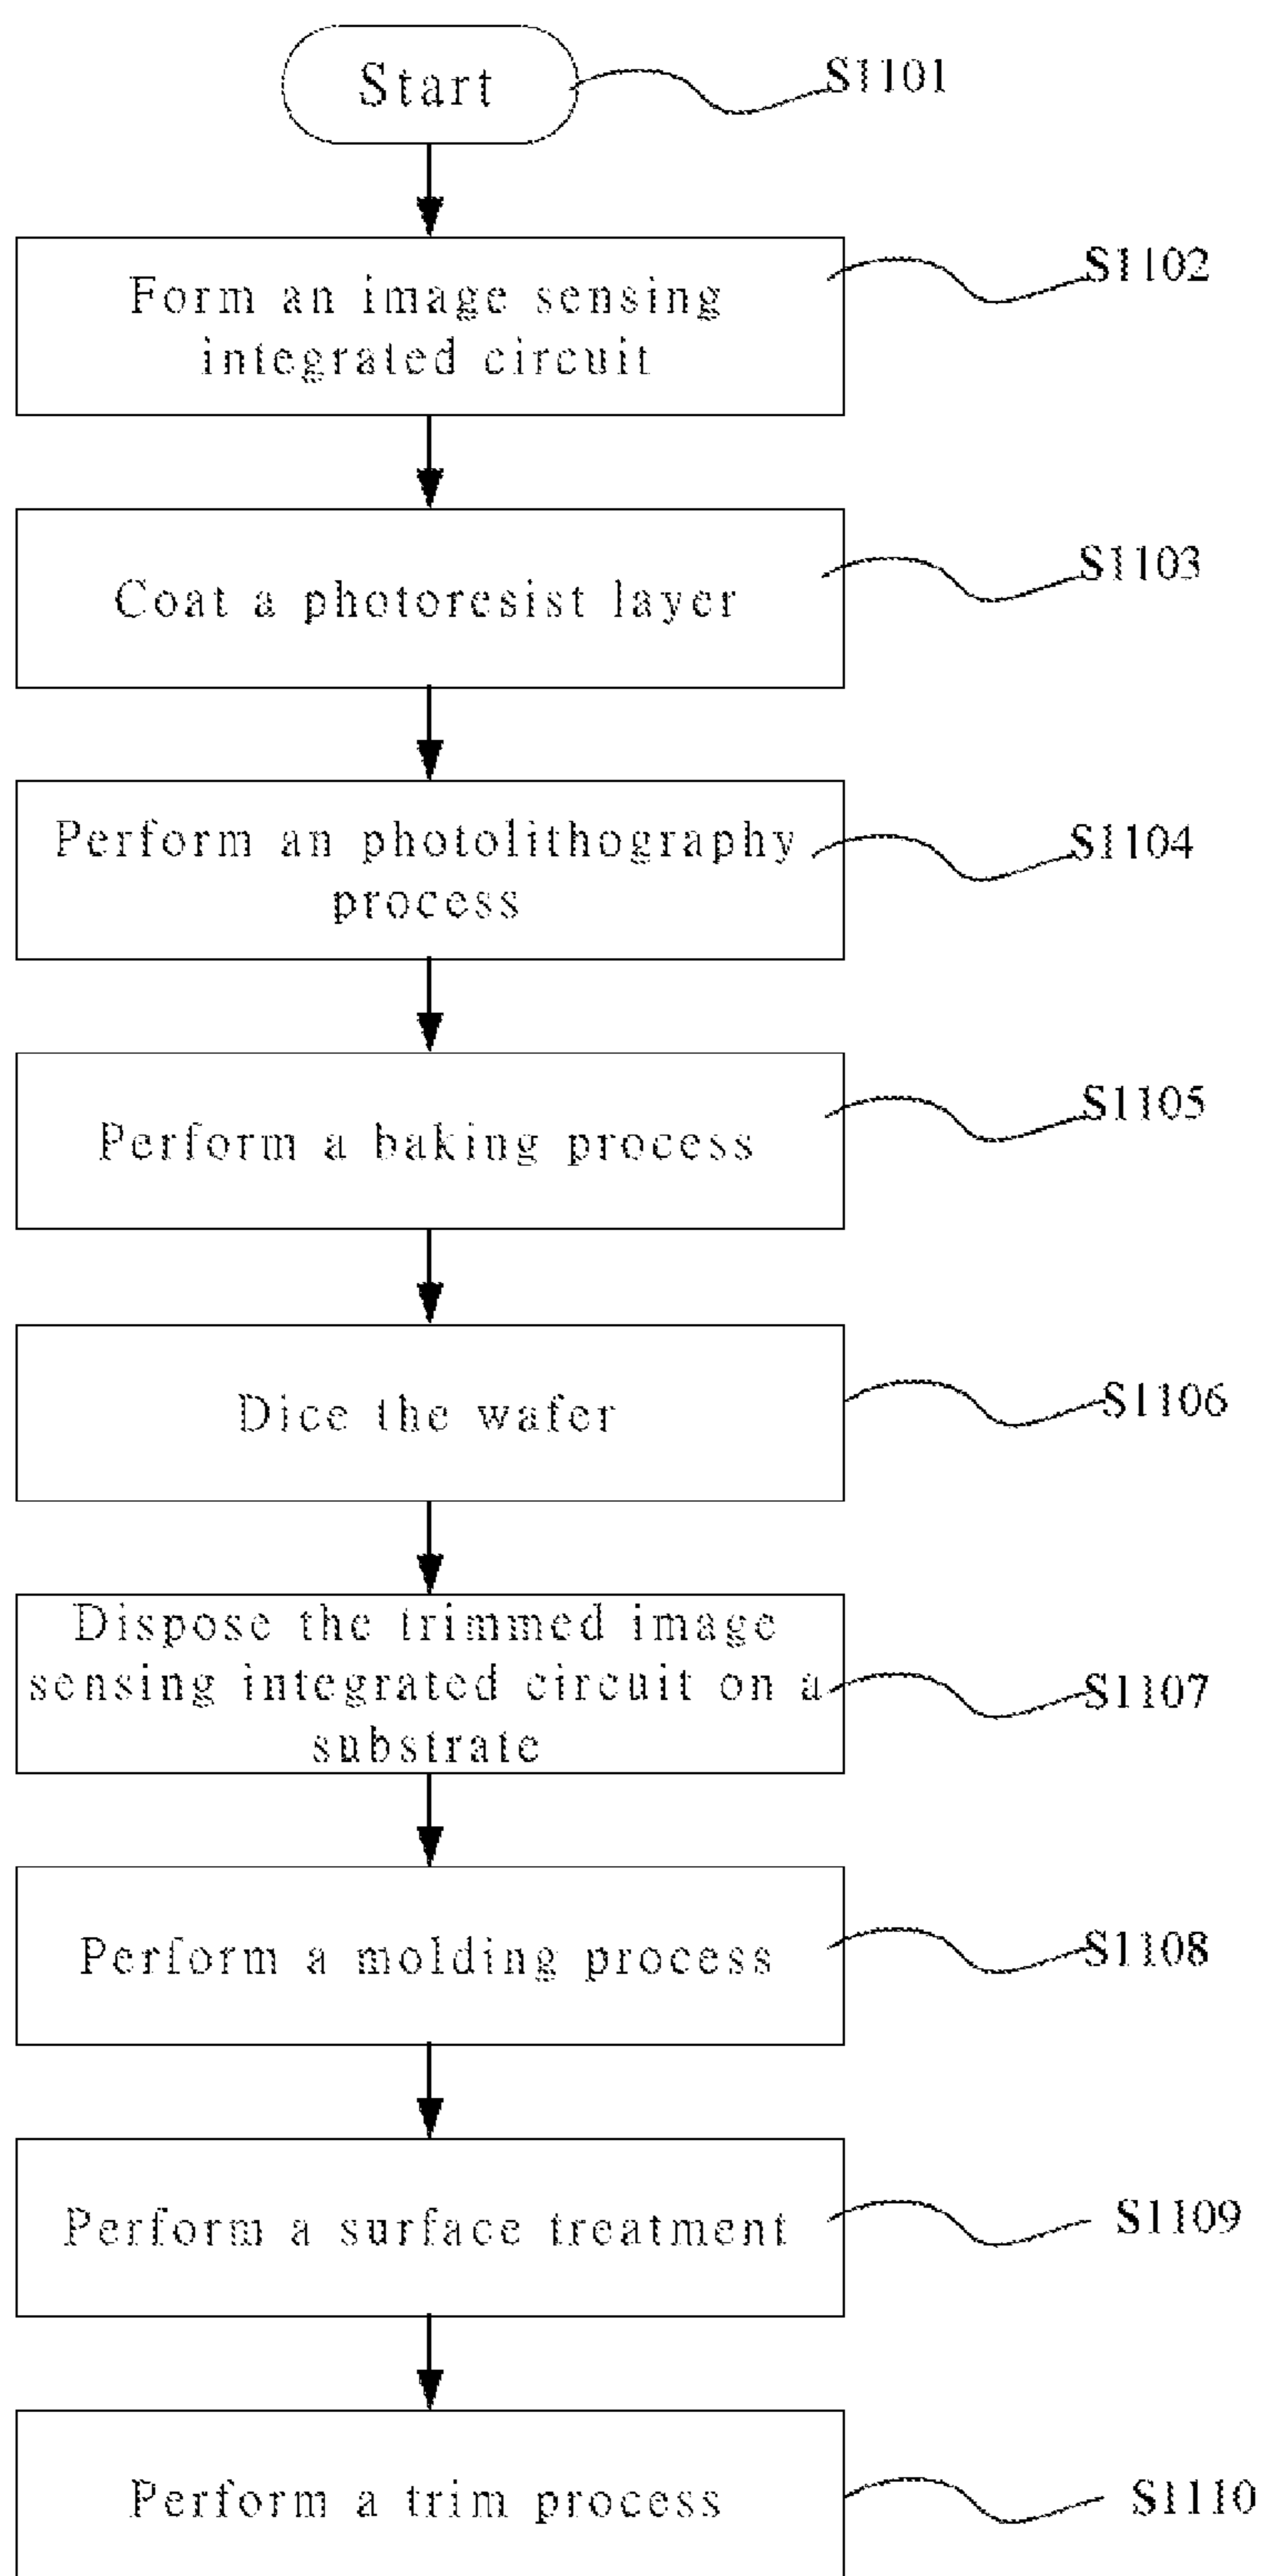 Start
S1101
Form an image sensing
integrated circuit
S1102
Coat a photoresist layer
S1103
Perform an photolithography
process
S1104
Perform a baking process
S1105
Dice the wafer
S1106
Dispose the trimmed image
sensing integrated circuit on a
substrate
S1107
Perform a molding process
S1108
Perform a surface treatment
S1109
Perform a trim process
S1110